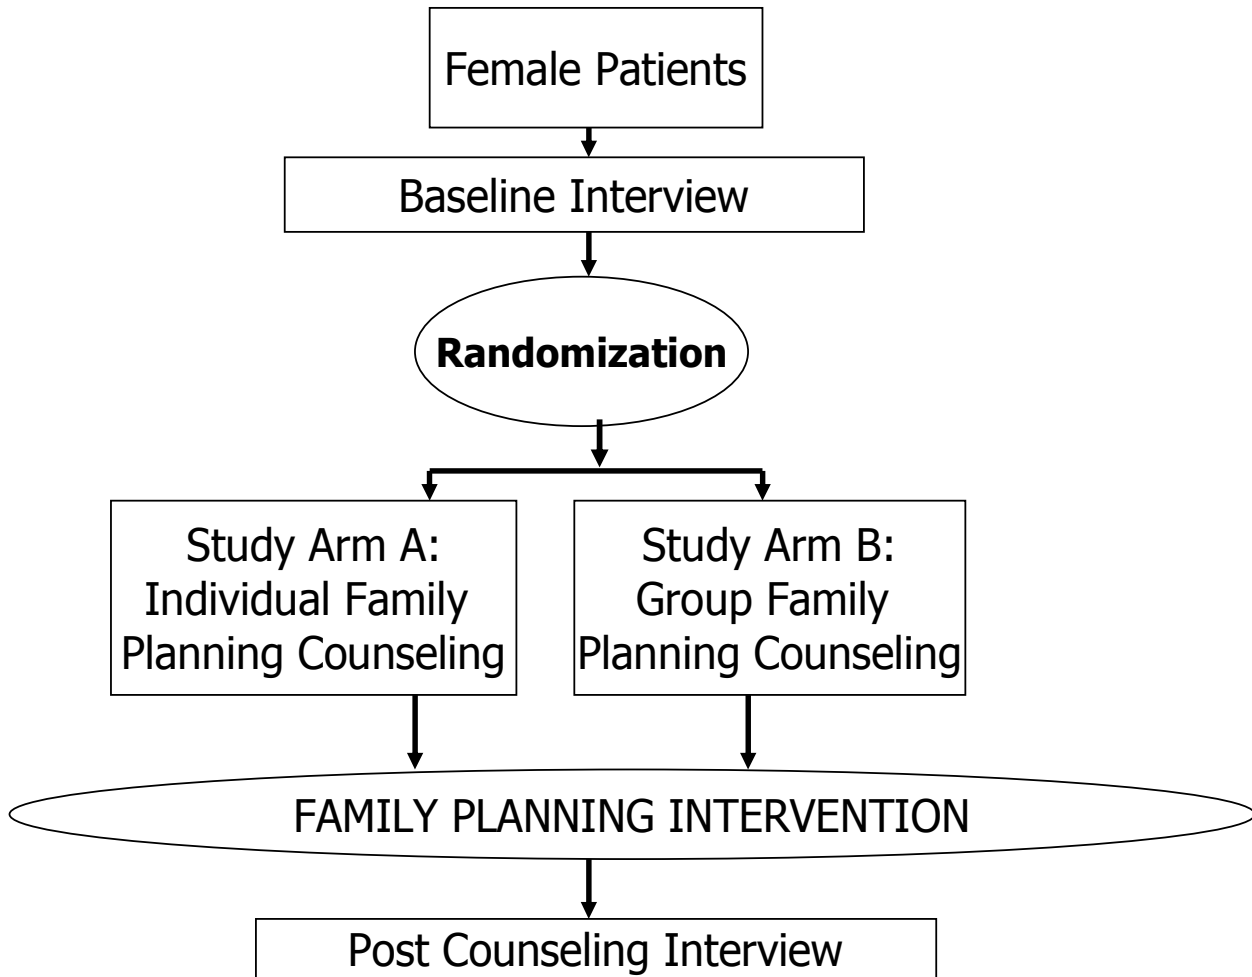 Female Patients
Baseline Interview
Randomization
Study Arm A:
Individual Family
Planning Counseling
Study Arm B:
Group Family
Planning Counseling
FAMILY PLANNING INTERVENTION
Post Counseling Interview